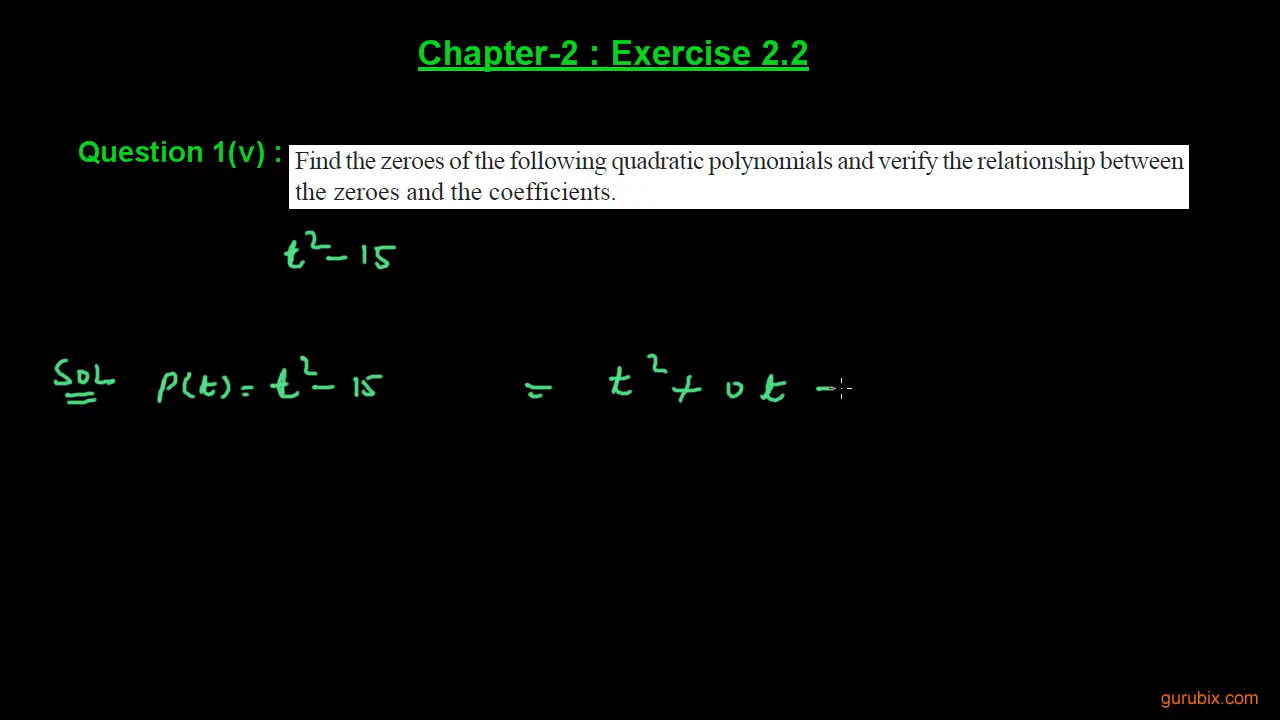 Chapter-2 : Exercise 2.2
Question 1(v) :
Find the zeroes of the following quadratic polynomials and verify the relationship between
the zeroes and the coefficients.
t² - 15
SOL P(t) = t² - 15 = t² + 0 t -
gurubix.com